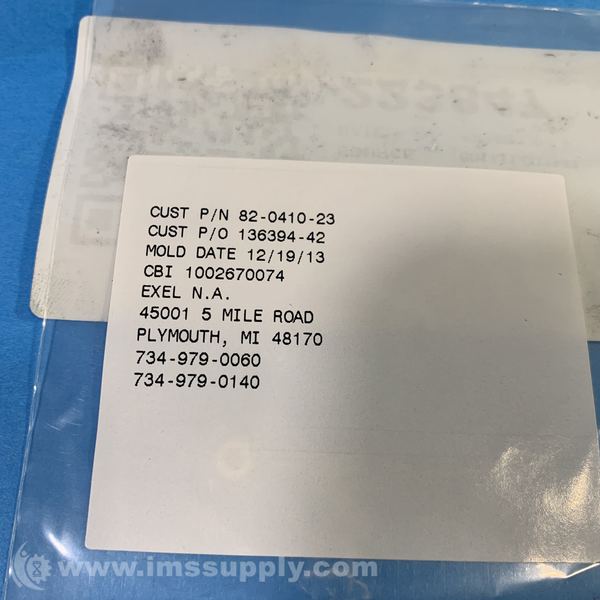 CUST P/N 82-0410-23
CUST P/O 136394-42
MOLD DATE 12/19/13
CBI 1002670074
EXEL N.A.
45001 5 MILE ROAD
PLYMOUTH, MI 48170
734-979-0060
734-979-0140
www.imssupply.com